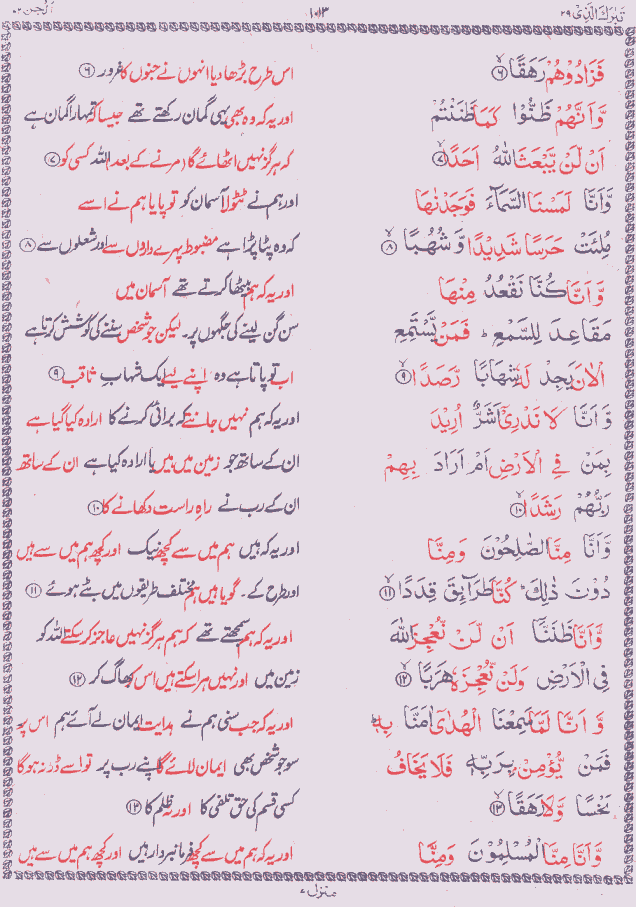 تَبٰرَكَ الَّذِیْ ۲۹ ۱۰۱۳ اَلْجِنّ ۷۲
فَزَادُوْهُمْ رَهَقًا ۙ﴿۶﴾ اس طرح بڑھا دیا انہوں نے جنوں کا غرور ﴿۶﴾
وَّاَنَّهُمْ ظَنُّوْا كَمَا ظَنَنْتُمْ اور یہ کہ وہ بھی یہی گمان رکھتے تھے جیسا کہ تمہارا گمان ہے
اَنْ لَّنْ یَّبْعَثَ اللّٰهُ اَحَدًا ۙ﴿۷﴾ کہ ہرگز نہیں اٹھائے گا (مرنے کے بعد) اللہ کسی کو ﴿۷﴾
وَّاَنَّا لَمَسْنَا السَّمَآءَ فَوَجَدْنٰهَا اور ہم نے ٹٹولا آسمان کو تو پایا ہم نے اسے
مُلِئَتْ حَرَسًا شَدِیْدًا وَّشُهُبًا ۙ﴿۸﴾ کہ وہ پٹا پڑا ہے مضبوط پہرے داروں سے اور شعلوں سے ﴿۸﴾
وَّاَنَّا كُنَّا نَقْعُدُ مِنْهَا اور یہ کہ ہم بیٹھا کرتے تھے آسمان میں
مَقَاعِدَ لِلسَّمْعِ ؕ فَمَنْ یَّسْتَمِعِ سن گن لینے کی جگہوں پر۔ لیکن جو شخص سننے کی کوشش کرتا ہے
الْاٰنَ یَجِدْ لَهٗ شِهَابًا رَّصَدًا ۙ﴿۹﴾ اب تو پاتا ہے وہ اپنے لیے ایک شہاب ثاقب ﴿۹﴾
وَّاَنَّا لَا نَدْرِیْۤ اَشَرٌّ اُرِیْدَ اور یہ کہ ہم نہیں جانتے کہ برائی کرنے کا ارادہ کیا گیا ہے
بِمَنْ فِی الْاَرْضِ اَمْ اَرَادَ بِهِمْ ان کے ساتھ جو زمین میں ہیں یا ارادہ کیا ہے ان کے ساتھ
رَبُّهُمْ رَشَدًا ۙ﴿۱۰﴾ ان کے رب نے راہِ راست دکھانے کا ﴿۱۰﴾
وَّاَنَّا مِنَّا الصّٰلِحُوْنَ وَمِنَّا اور یہ کہ ہیں ہم میں سے کچھ نیک اور کچھ ہم میں سے ہیں
دُوْنَ ذٰلِكَ ؕ كُنَّا طَرَآئِقَ قِدَدًا ۙ﴿۱۱﴾ اور طرح کے۔ گویا ہیں ہم مختلف طریقوں میں بٹے ہوئے ﴿۱۱﴾
وَّاَنَّا ظَنَنَّاۤ اَنْ لَّنْ نُّعْجِزَ اللّٰهَ اور یہ کہ ہم سمجھتے تھے کہ ہم ہرگز نہیں عاجز کر سکتے اللہ کو
فِی الْاَرْضِ وَلَنْ نُّعْجِزَهٗ هَرَبًا ۙ﴿۱۲﴾ زمین میں اور نہیں ہرا سکتے ہیں اس کو بھاگ کر ﴿۱۲﴾
وَّاَنَّا لَمَّا سَمِعْنَا الْهُدٰۤی اٰمَنَّا بِهٖ ؕ اور یہ کہ جب سنی ہم نے ہدایت ایمان لے آئے ہم اس پر
فَمَنْ یُّؤْمِنْۢ بِرَبِّهٖ فَلَا یَخَافُ سو جو شخص بھی ایمان لائے گا اپنے رب پر تو اسے ڈر نہ ہوگا
بَخْسًا وَّلَا رَهَقًا ۙ﴿۱۳﴾ کسی قسم کی حق تلفی کا اور نہ ظلم کا ﴿۱۳﴾
وَّاَنَّا مِنَّا الْمُسْلِمُوْنَ وَمِنَّا اور یہ کہ ہم میں سے کچھ فرمانبردار ہیں اور کچھ ہم میں سے ہیں
منزل ۷